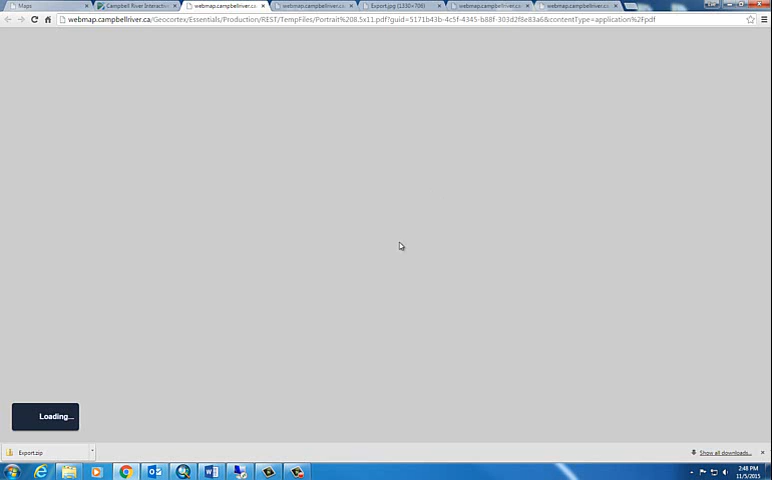 Maps
Campbell River Interactive
webmap.campbellriver.ca
webmap.campbellriver.ca
Export.jpg (1330×706)
webmap.campbellriver.ca
webmap.campbellriver.ca
webmap.campbellriver.ca/Geocortex/Essentials/Production/REST/TempFiles/Portrait%208.5x11.pdf?guid=5171b43b-4c5f-4345-b88f-303d2f8e83a6&contentType=application%2Fpdf
Loading...
Export.zip
Show all downloads...
2:48 PM
11/5/2015